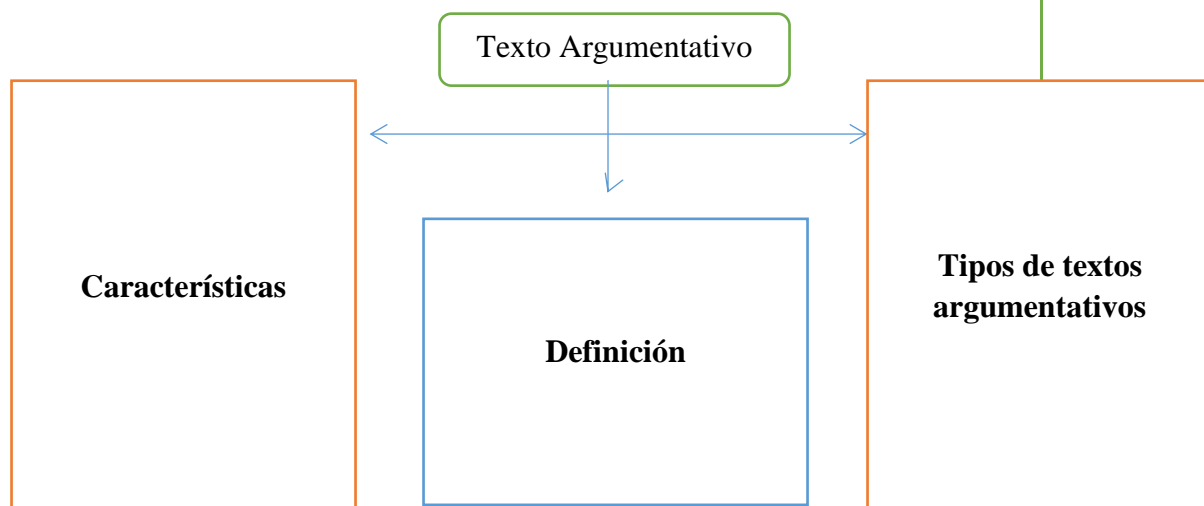 Texto Argumentativo
Características
Definición
Tipos de textos
argumentativos